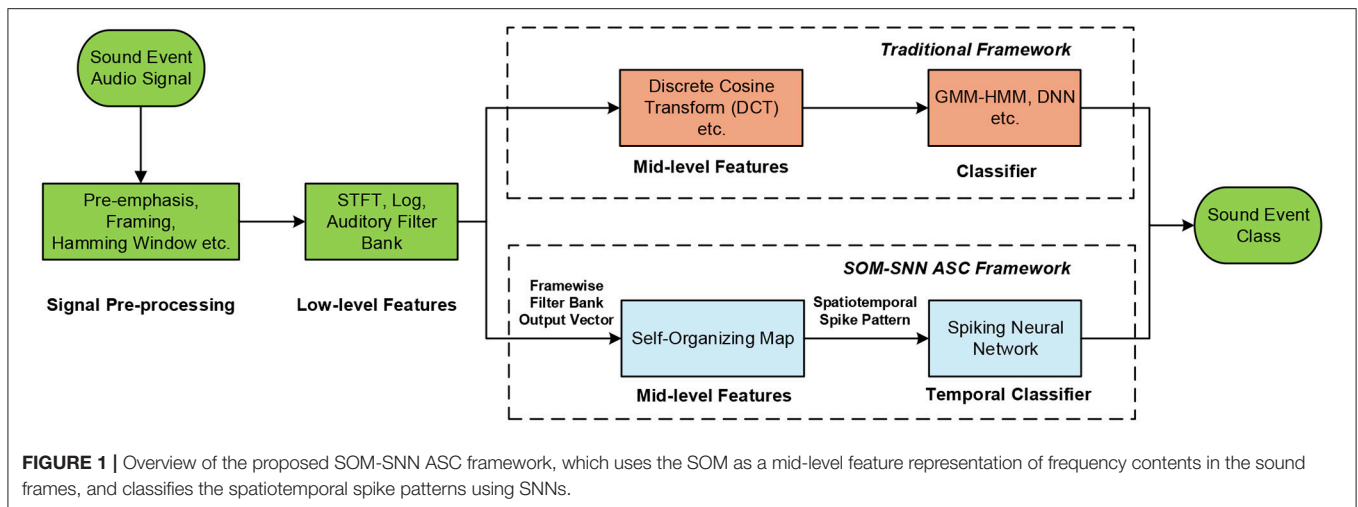 Sound Event
Audio Signal
Pre-emphasis,
Framing,
Hamming Window etc.
Signal Pre-processing
STFT, Log,
Auditory Filter
Bank
Low-level Features
Traditional Framework
Discrete Cosine
Transform (DCT)
etc.
Mid-level Features
GMM-HMM, DNN
etc.
Classifier
SOM-SNN ASC Framework
Framewise
Filter Bank
Output Vector
Self-Organizing Map
Mid-level Features
Spatiotemporal
Spike Pattern
Spiking Neural
Network
Temporal Classifier
Sound Event
Class
FIGURE 1 | Overview of the proposed SOM-SNN ASC framework, which uses the SOM as a mid-level feature representation of frequency contents in the sound
frames, and classifies the spatiotemporal spike patterns using SNNs.